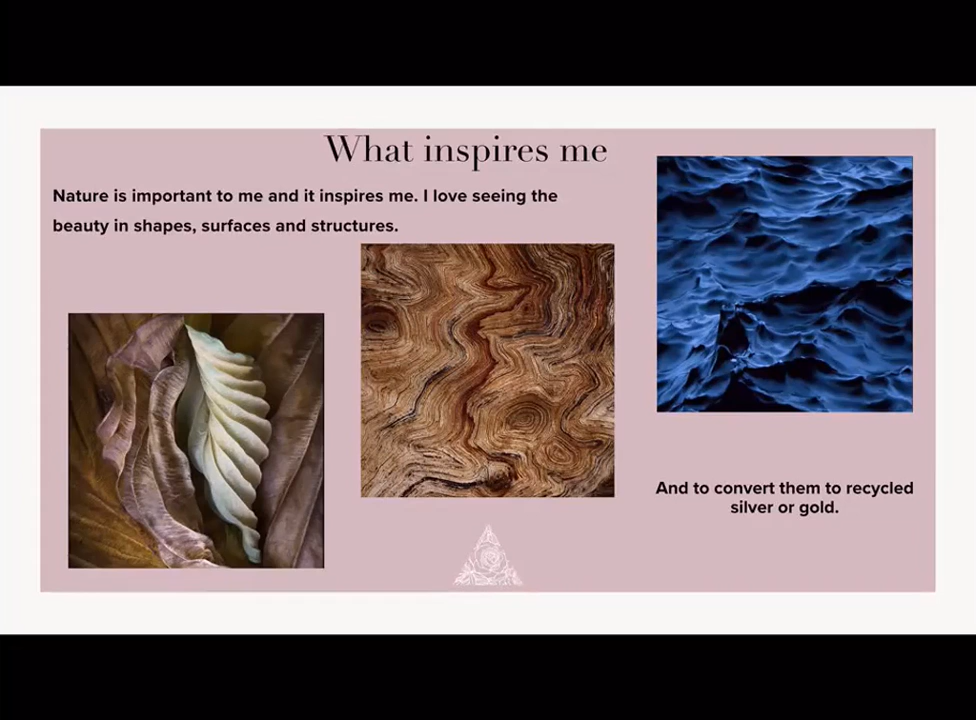 What inspires me
Nature is important to me and it inspires me. I love seeing the
beauty in shapes, surfaces and structures.
And to convert them to recycled
silver or gold.